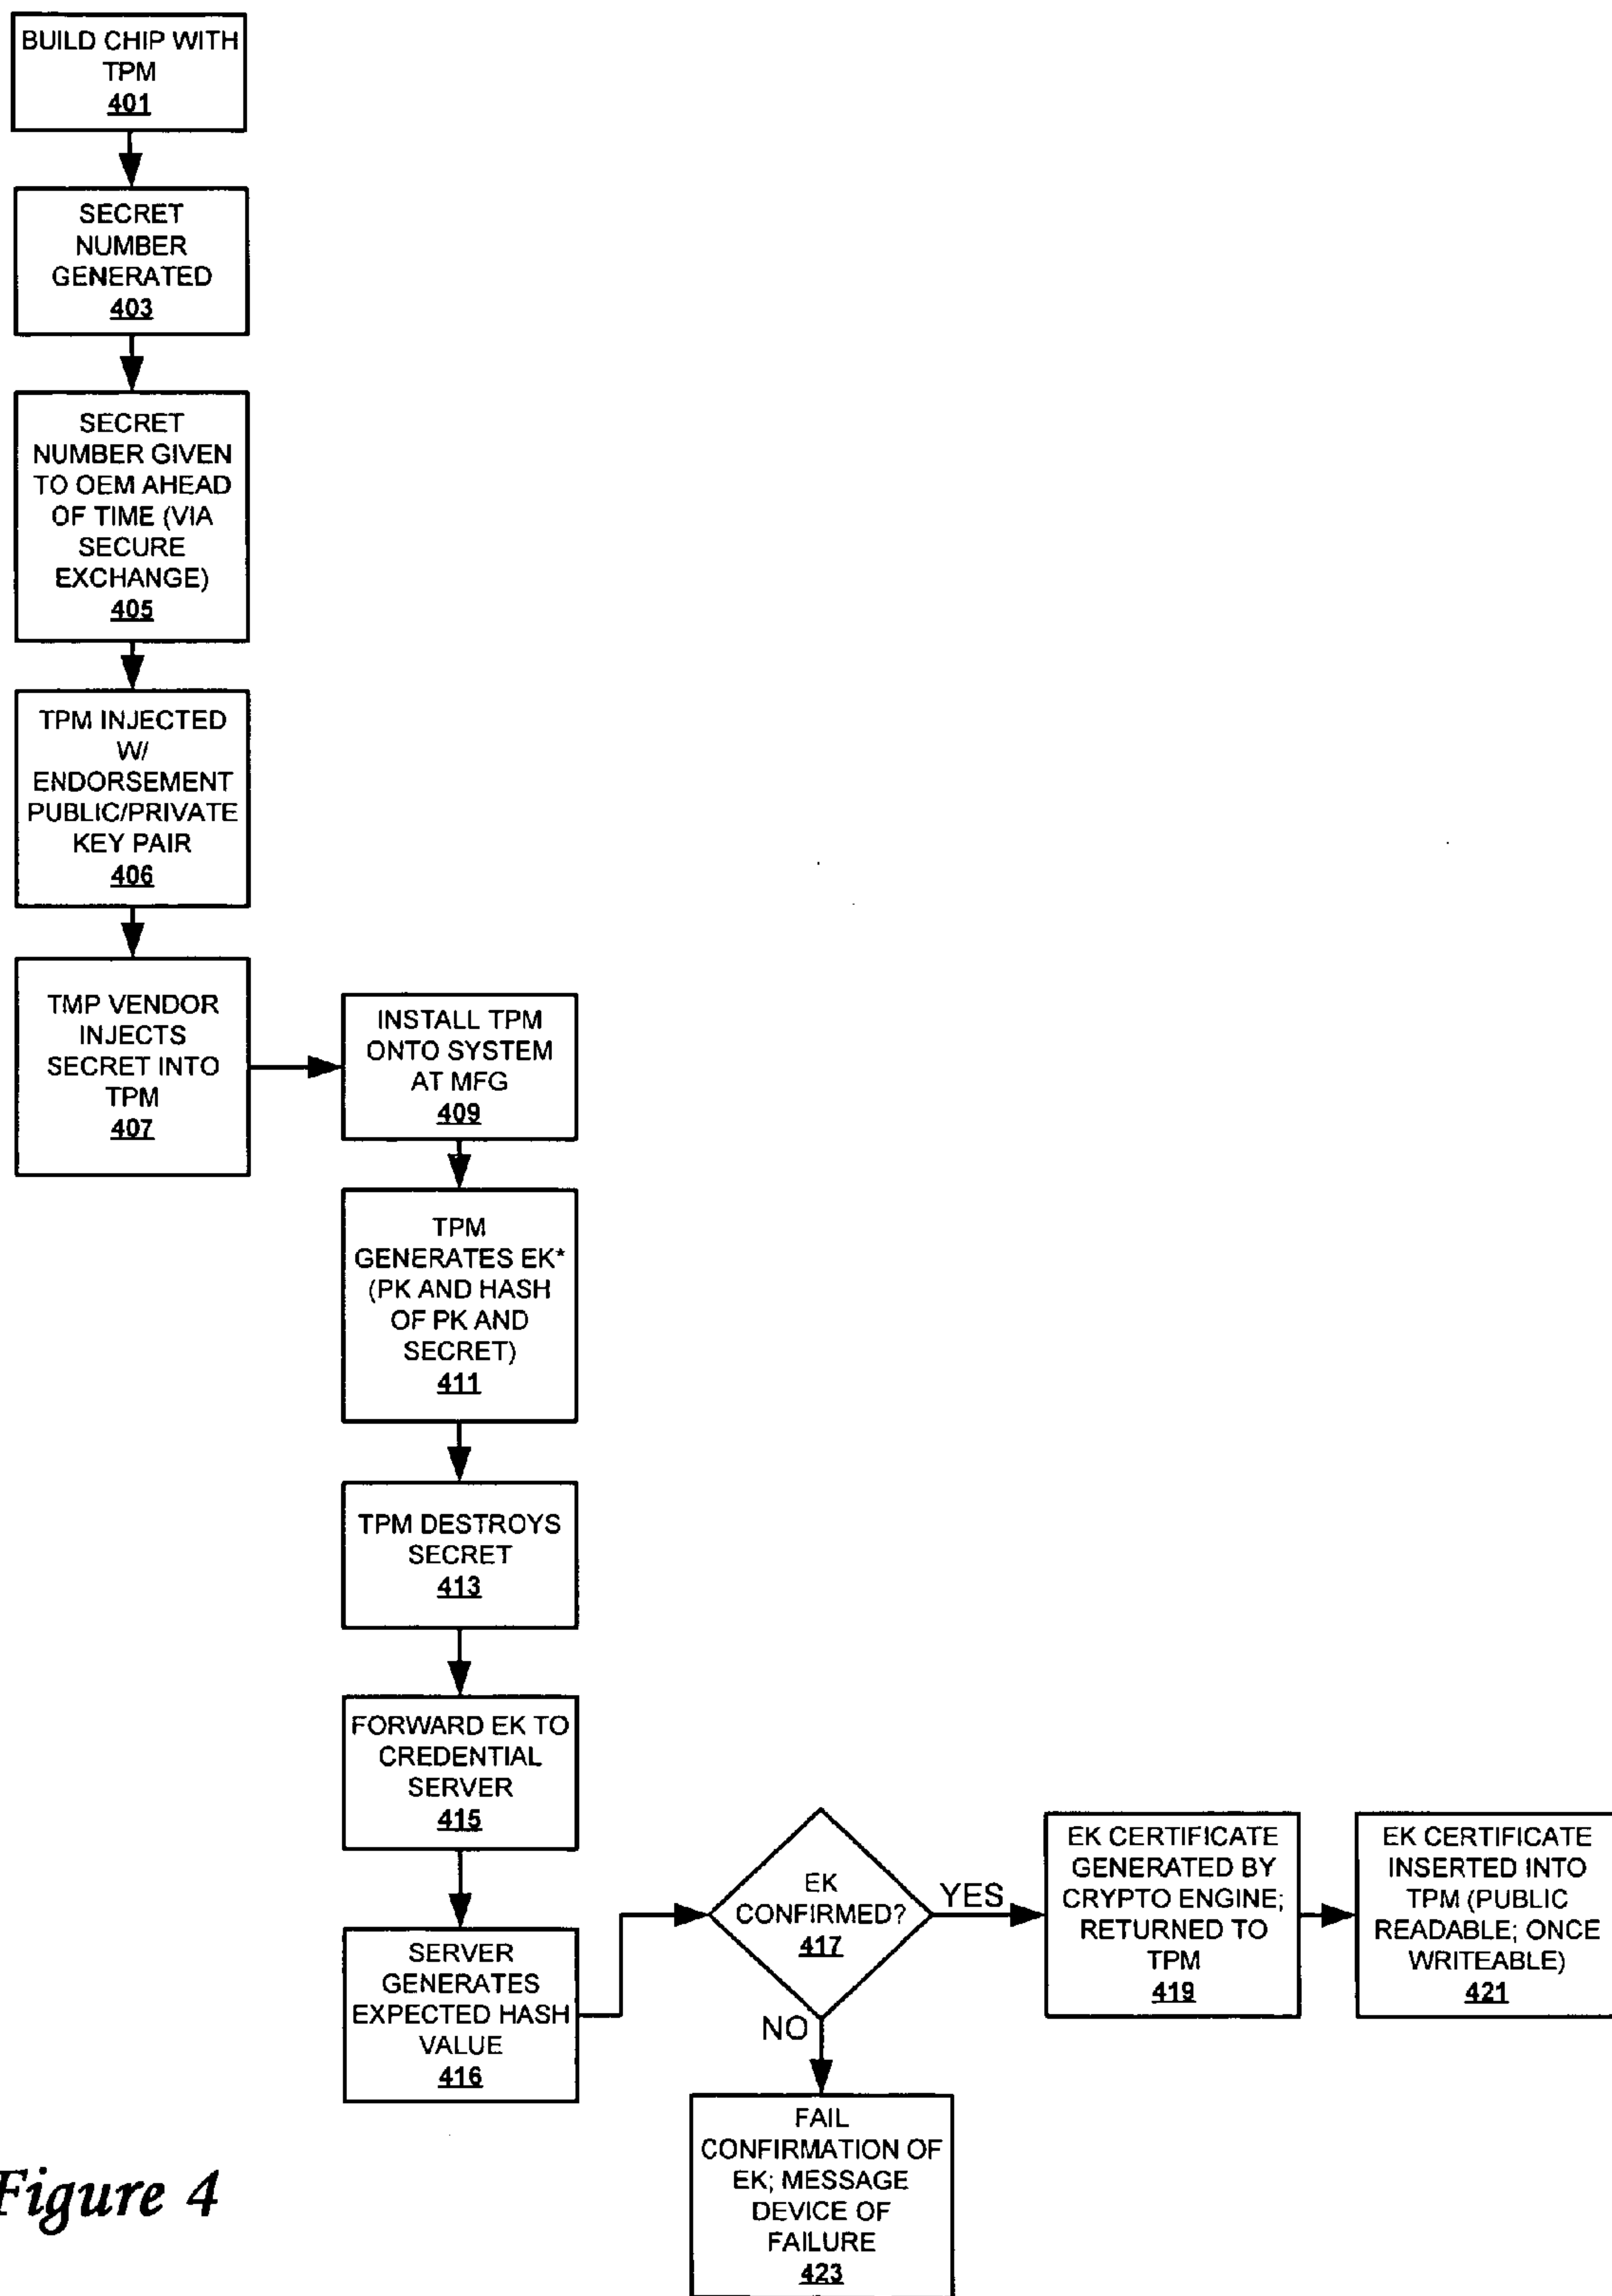 BUILD CHIP WITH
TPM
401
SECRET
NUMBER
GENERATED
403
SECRET
NUMBER GIVEN
TO OEM AHEAD
OF TIME (VIA
SECURE
EXCHANGE)
405
TPM INJECTED
W/
ENDORSEMENT
PUBLIC/PRIVATE
KEY PAIR
406
TMP VENDOR
INJECTS
SECRET INTO
TPM
407
INSTALL TPM
ONTO SYSTEM
AT MFG
409
TPM
GENERATES EK*
(PK AND HASH
OF PK AND
SECRET)
411
TPM DESTROYS
SECRET
413
FORWARD EK TO
CREDENTIAL
SERVER
415
SERVER
GENERATES
EXPECTED HASH
VALUE
416
EK
CONFIRMED?
417
YES
NO
EK CERTIFICATE
GENERATED BY
CRYPTO ENGINE;
RETURNED TO
TPM
419
EK CERTIFICATE
INSERTED INTO
TPM (PUBLIC
READABLE; ONCE
WRITEABLE)
421
FAIL
CONFIRMATION OF
EK; MESSAGE
DEVICE OF
FAILURE
423
Figure 4